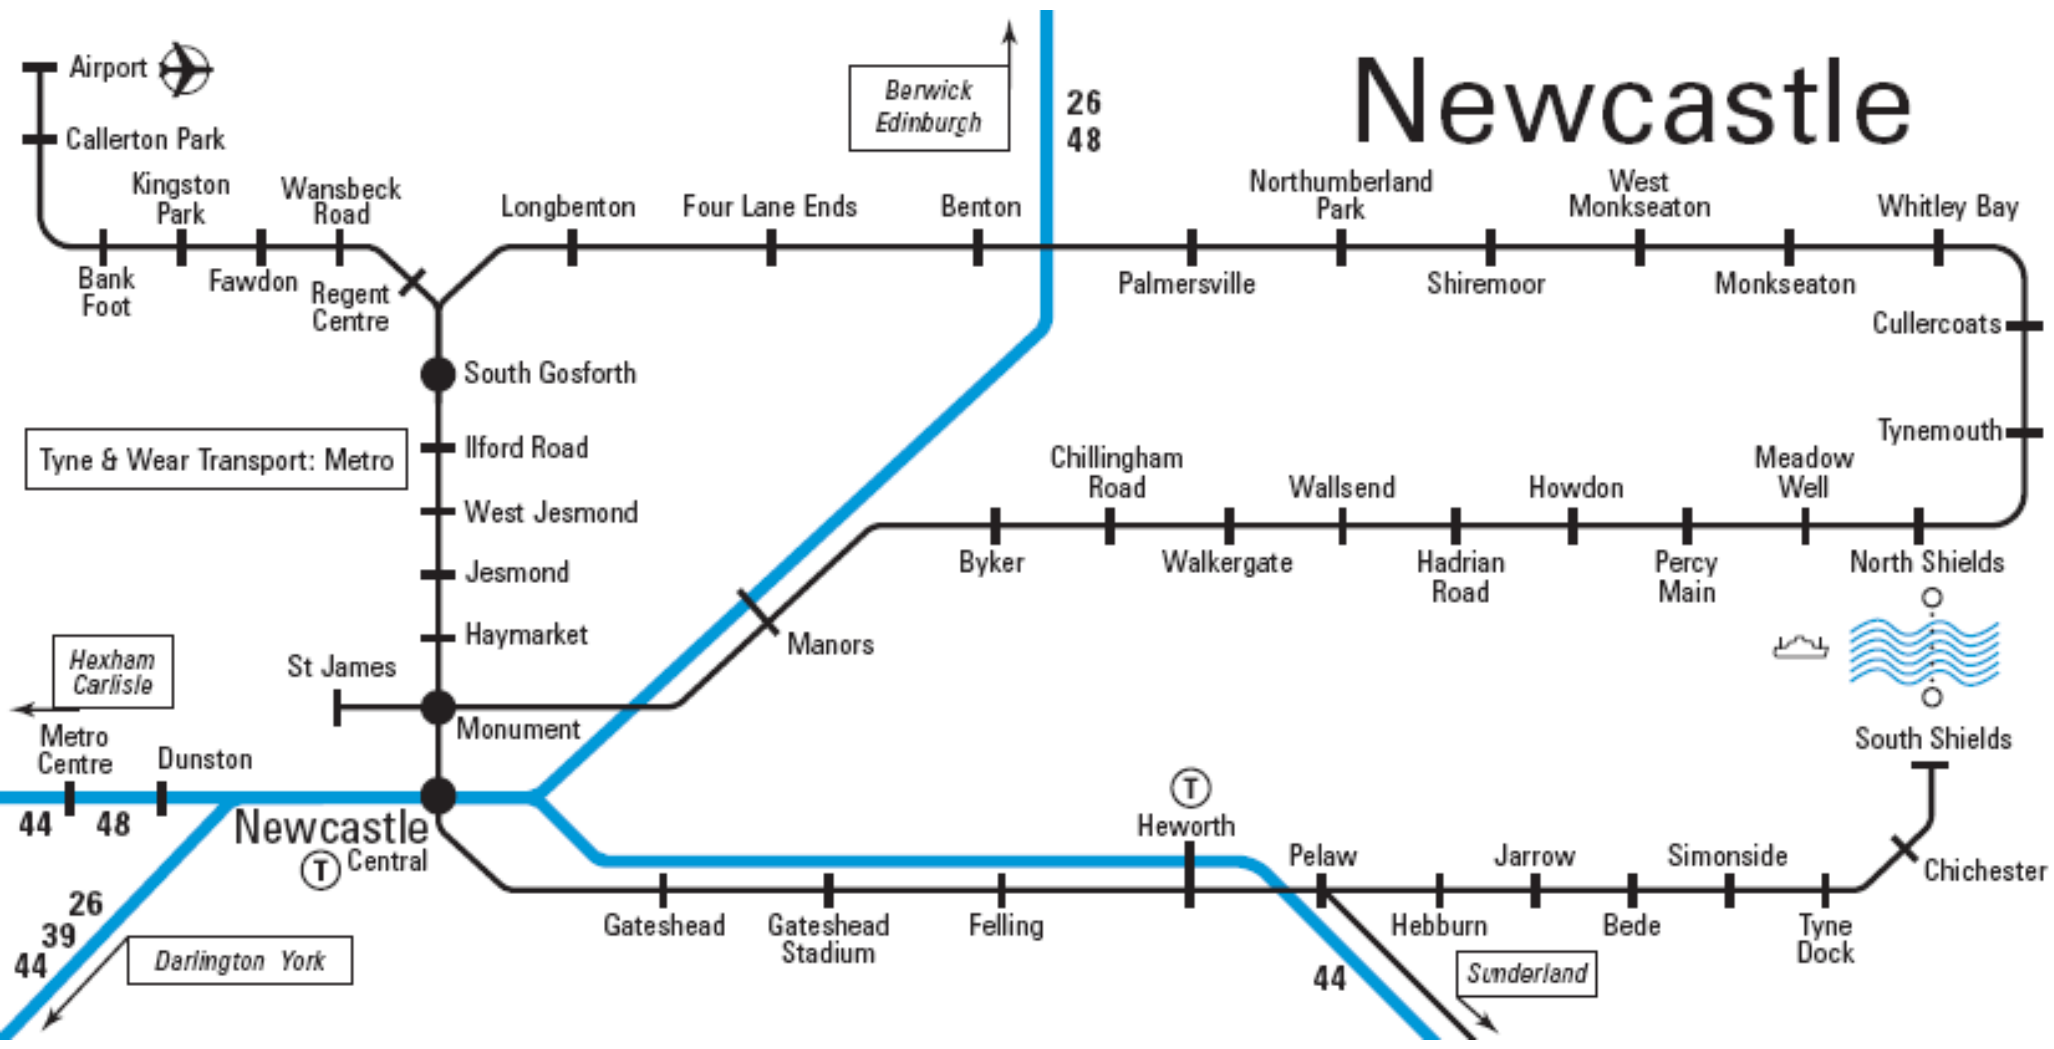 Newcastle
Airport
Callerton Park
Kingston
Park
Wansbeck
Road
Bank
Foot
Fawdon
Regent
Centre
Longbenton
Four Lane Ends
Benton
Berwick
Edinburgh
26
48
Palmersville
Northumberland
Park
Shiremoor
West
Monkseaton
Monkseaton
Whitley Bay
Cullercoats
Tynemouth
South Gosforth
Ilford Road
West Jesmond
Jesmond
Haymarket
Tyne & Wear Transport: Metro
Chillingham
Road
Wallsend
Howdon
Meadow
Well
Byker
Walkergate
Hadrian
Road
Percy
Main
North Shields
Manors
St James
Monument
Hexham
Carlisle
Metro
Centre
Dunston
44
48
Newcastle
T
Central
26
39
44
Darlington York
T
Heworth
Gateshead
Gateshead
Stadium
Felling
Pelaw
Hebburn
Jarrow
Bede
Simonside
Tyne
Dock
Chichester
South Shields
44
Sunderland